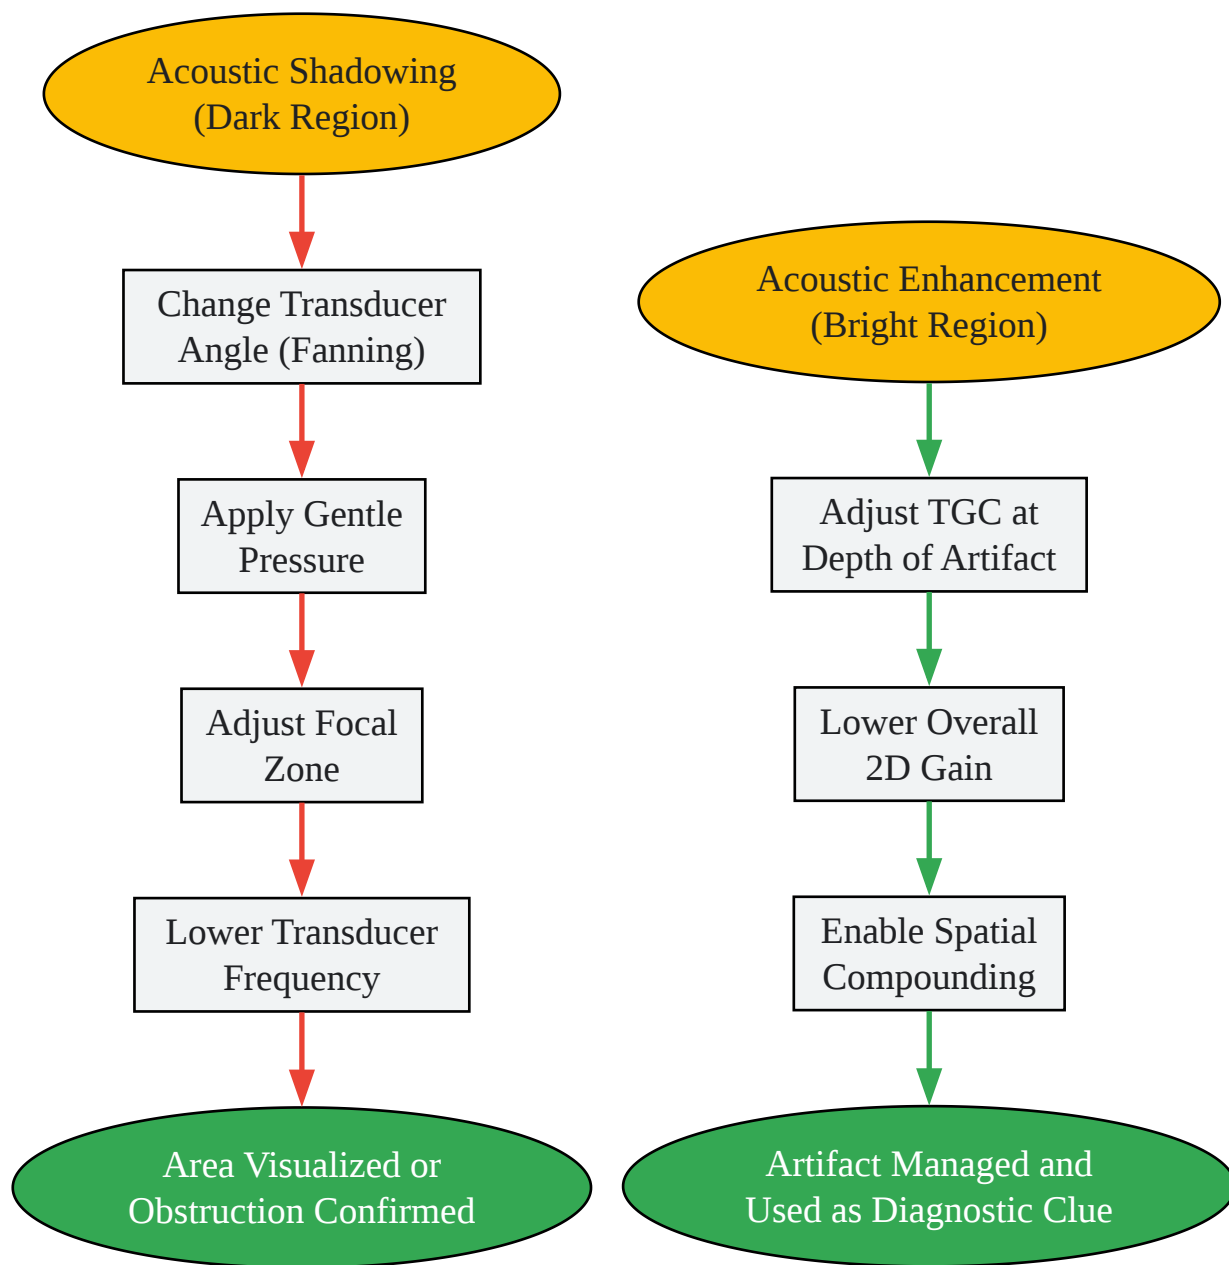 Acoustic Shadowing
(Dark Region)
Change Transducer
Angle (Fanning)
Apply Gentle
Pressure
Adjust Focal
Zone
Lower Transducer
Frequency
Area Visualized or
Obstruction Confirmed
Acoustic Enhancement
(Bright Region)
Adjust TGC at
Depth of Artifact
Lower Overall
2D Gain
Enable Spatial
Compounding
Artifact Managed and
Used as Diagnostic Clue